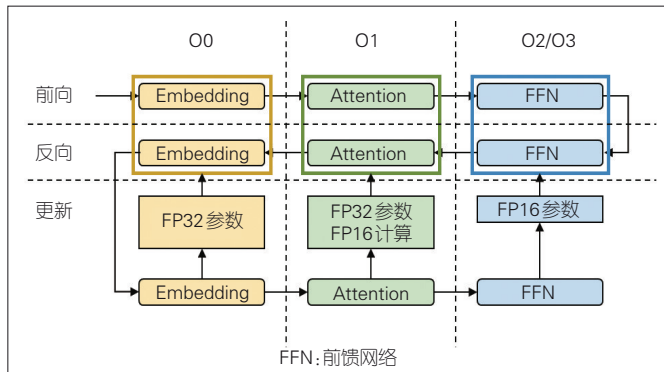 O0 O1 O2/O3
前向 Embedding Attention FFN
反向 Embedding Attention FFN
更新 FP32参数 FP32参数 FP16参数
FP16计算
Embedding Attention FFN
FFN:前馈网络